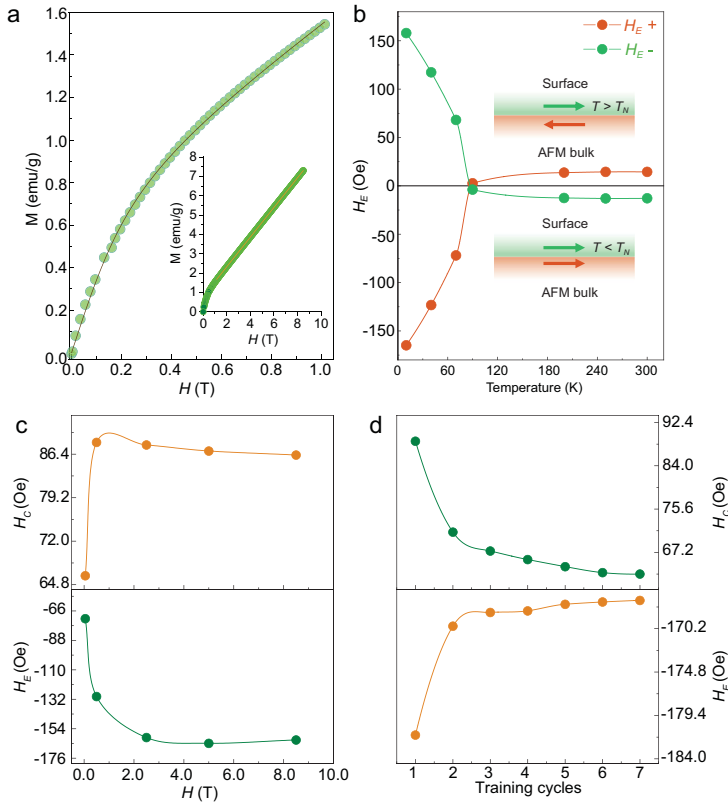 a
M (emu/g)
1.6
1.4
1.2
1.0
0.8
0.6
0.4
0.2
0.0
0.0 0.2 0.4 0.6 0.8 1.0
H (T)
M (emu/g)
8
7
6
5
4
3
2
1
0
0 2 4 6 8 10
H (T)
b
H_E (Oe)
150
100
50
0
-50
-100
-150
0 60 120 180 240 300
Temperature (K)
H_E +
H_E -
Surface
T > T_N
AFM bulk
Surface
T < T_N
AFM bulk
c
H_C (Oe)
86.4
79.2
72.0
64.8
H_E (Oe)
-66
-88
-110
-132
-154
-176
0.0 2.0 4.0 6.0 8.0 10.0
H (T)
d
92.4
84.0
75.6
67.2
H_C (Oe)
-170.2
-174.8
-179.4
-184.0
H_E (Oe)
1 2 3 4 5 6 7
Training cycles